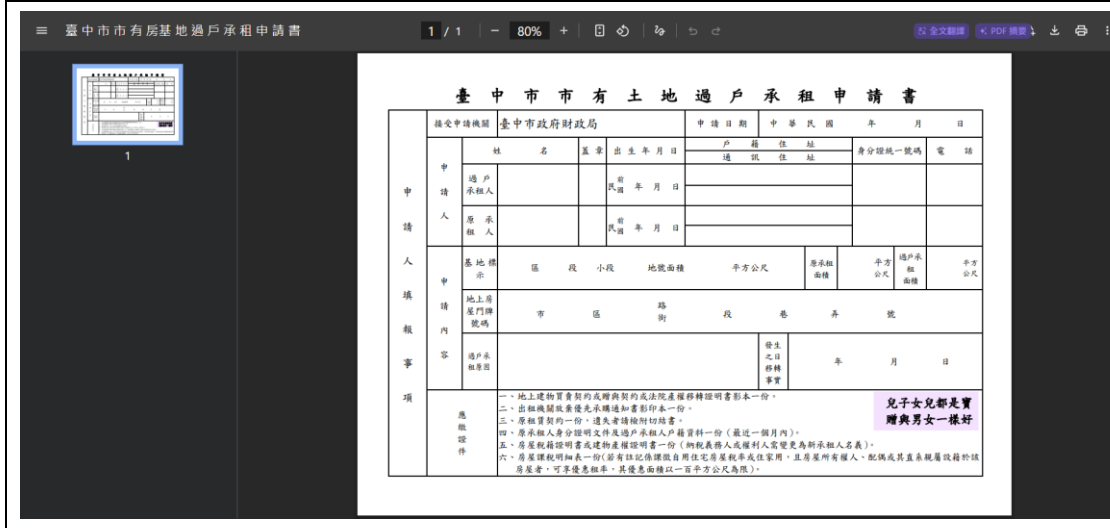 臺中市市有房基地過戶承租申請書
1 / 1
80%
全文翻譯
PDF 摘要
1
臺中市市有土地過戶承租申請書
接受申請機關 臺中市政府財政局 申請日期 中華民國 年 月 日
申請人填報事項
申請人
姓名 蓋章 出生年月日 戶籍住址 身分證統一號碼 電話
通訊住址
過戶承租人 民前國 年 月 日
原承租人 民前國 年 月 日
申請內容
基地標示 區 段 小段 地號面積 平方公尺 原承租面積 平方公尺 過戶承租面積 平方公尺
地上房屋門牌號碼 市 區 路街 段 巷 弄 號
過戶承租原因 發生之日移轉事實 年 月 日
應繳證件
一、地上建物買賣契約或贈與契約或法院產權移轉證明書影本一份。
二、出租機關放棄優先承購通知書影印本一份。
三、原租賃契約一份，遺失者請檢附切結書。
四、原承租人身分證明文件及過戶承租人戶籍資料一份（最近一個月內）。
五、房屋稅籍證明書或建物產權證明書一份（納稅義務人或權利人需變更為新承租人名義）。
六、房屋課稅明細表一份(若有註記係課徵自用住宅房屋稅率或住家用，且房屋所有權人、配偶或其直系親屬設籍於該
房屋者，可享優惠租率，其優惠面積以一百平方公尺為限)。
兒子女兒都是寶
贈與男女一樣好